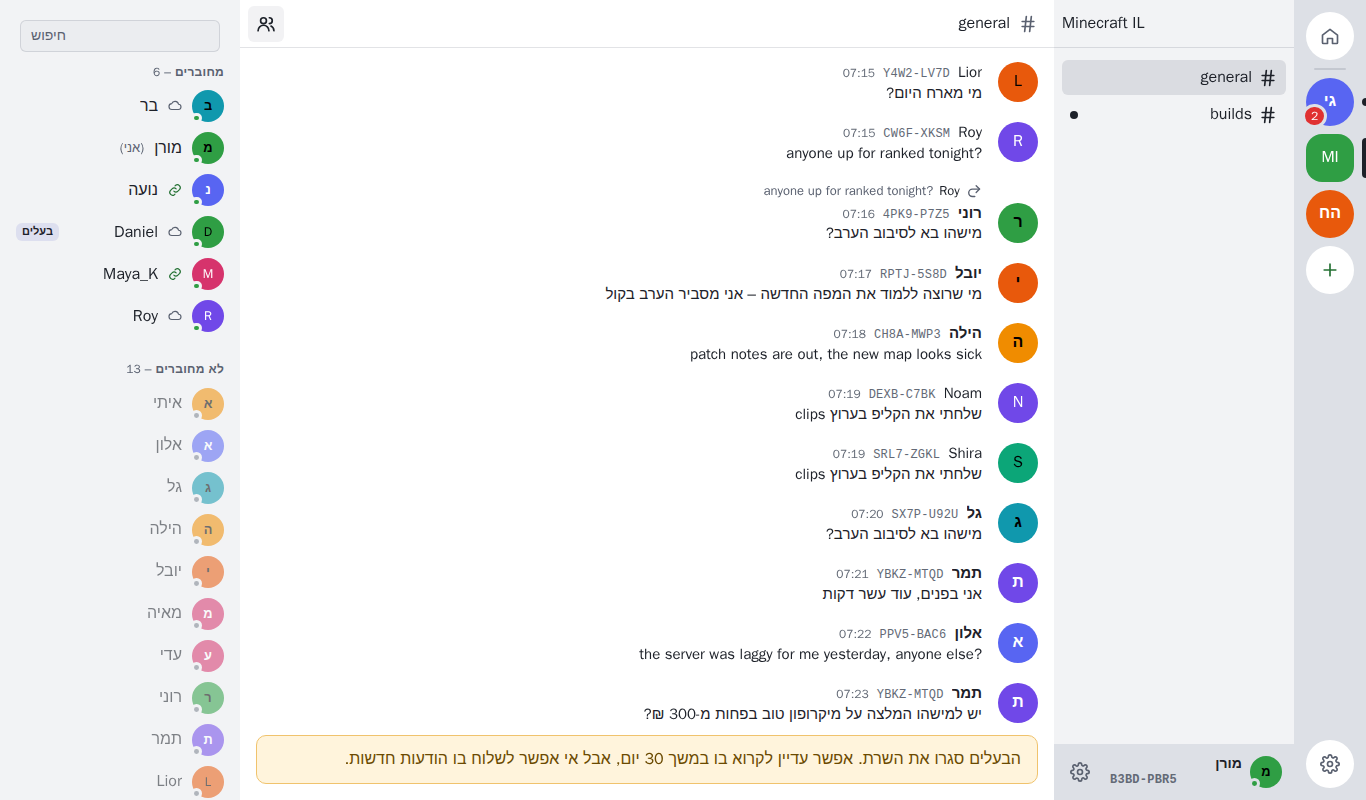 גי
2
MI
הח
Minecraft IL
general
builds
מ
מורן
B3BD-PBR5
general
L
Lior Y4W2-LV7D 07:15
מי מארח היום?
R
Roy CW6F-XKSM 07:15
anyone up for ranked tonight?
Roy anyone up for ranked tonight?
ר
רוני 4PK9-P7Z5 07:16
מישהו בא לסיבוב הערב?
י
יובל RPTJ-5S8D 07:17
מי שרוצה ללמוד את המפה החדשה – אני מסביר הערב בקול
ה
הילה CH8A-MWP3 07:18
patch notes are out, the new map looks sick
N
Noam DEXB-C7BK 07:19
שלחתי את הקליפ בערוץ clips
S
Shira SRL7-ZGKL 07:19
שלחתי את הקליפ בערוץ clips
ג
גל SX7P-U92U 07:20
מישהו בא לסיבוב הערב?
ת
תמר YBKZ-MTQD 07:21
אני בפנים, עוד עשר דקות
א
אלון PPV5-BAC6 07:22
the server was laggy for me yesterday, anyone else?
ת
תמר YBKZ-MTQD 07:23
יש למישהו המלצה על מיקרופון טוב בפחות מ-300 ₪?
הבעלים סגרו את השרת. אפשר עדיין לקרוא בו במשך 30 יום, אבל אי אפשר לשלוח בו הודעות חדשות.
חיפוש
מחוברים – 6
ב בר
מ מורן (אני)
נ נועה
D Daniel בעלים
M Maya_K
R Roy
לא מחוברים – 13
א איתי
א אלון
ג גל
ה הילה
י יובל
מ מאיה
ע עדי
ר רוני
ת תמר
L Lior